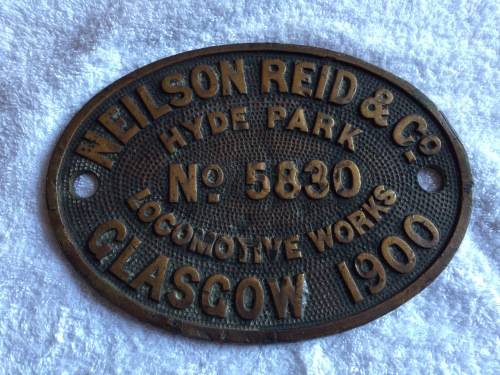 NEILSON REID & Co.
HYDE PARK
No. 5830
LOCOMOTIVE WORKS
GLASGOW 1900